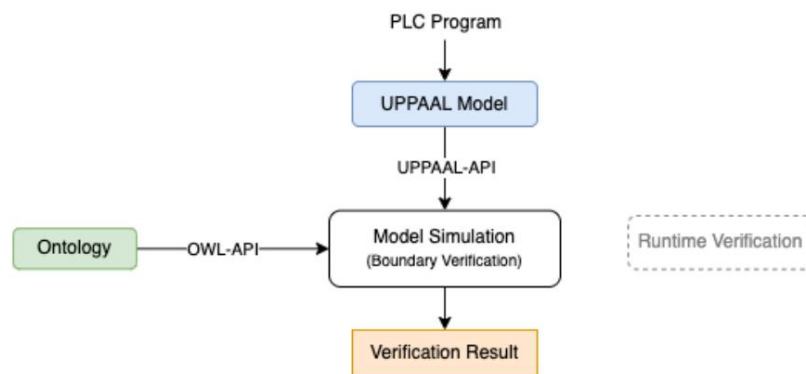 PLC Program
UPPAAL Model
UPPAAL-API
Ontology
OWL-API
Model Simulation
(Boundary Verification)
Runtime Verification
Verification Result